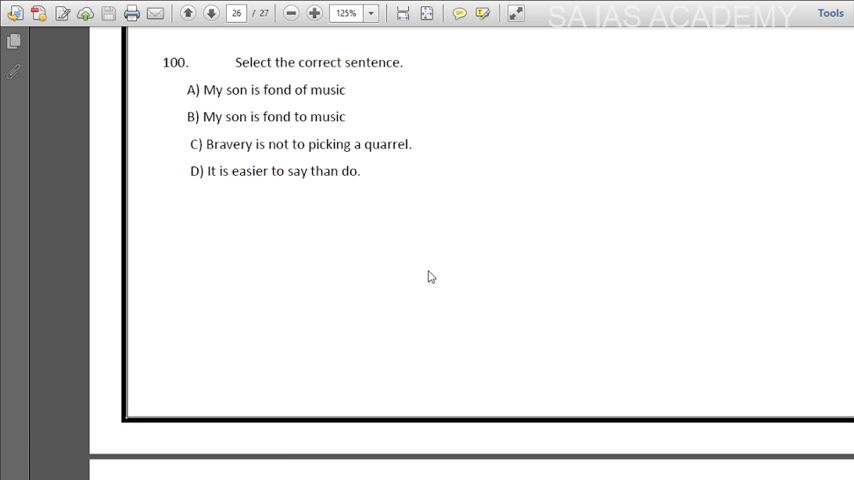 26 / 27
125%
SA IAS ACADEMY
Tools
100. Select the correct sentence.
A) My son is fond of music
B) My son is fond to music
C) Bravery is not to picking a quarrel.
D) It is easier to say than do.